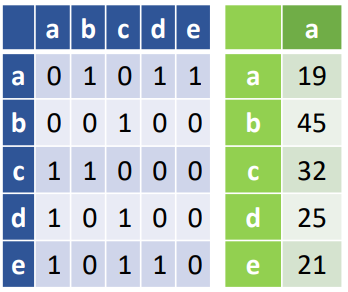 a b c d e a
a 0 1 0 1 1 a 19
b 0 0 1 0 0 b 45
c 1 1 0 0 0 c 32
d 1 0 1 0 0 d 25
e 1 0 1 1 0 e 21